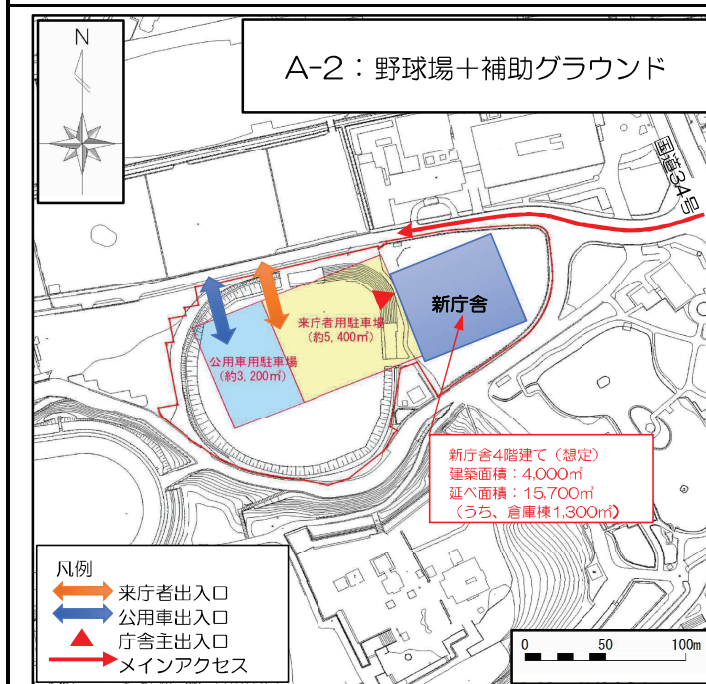 N
A-2：野球場＋補助グラウンド
国道34号
新庁舎
来庁者用駐車場
(約5,400㎡)
公用車用駐車場
(約3,200㎡)
新庁舎4階建て（想定）
建築面積：4,000㎡
延べ面積：15,700㎡
（うち、倉庫棟1,300㎡）
凡例
来庁者出入口
公用車出入口
庁舎主出入口
メインアクセス
0 50 100m